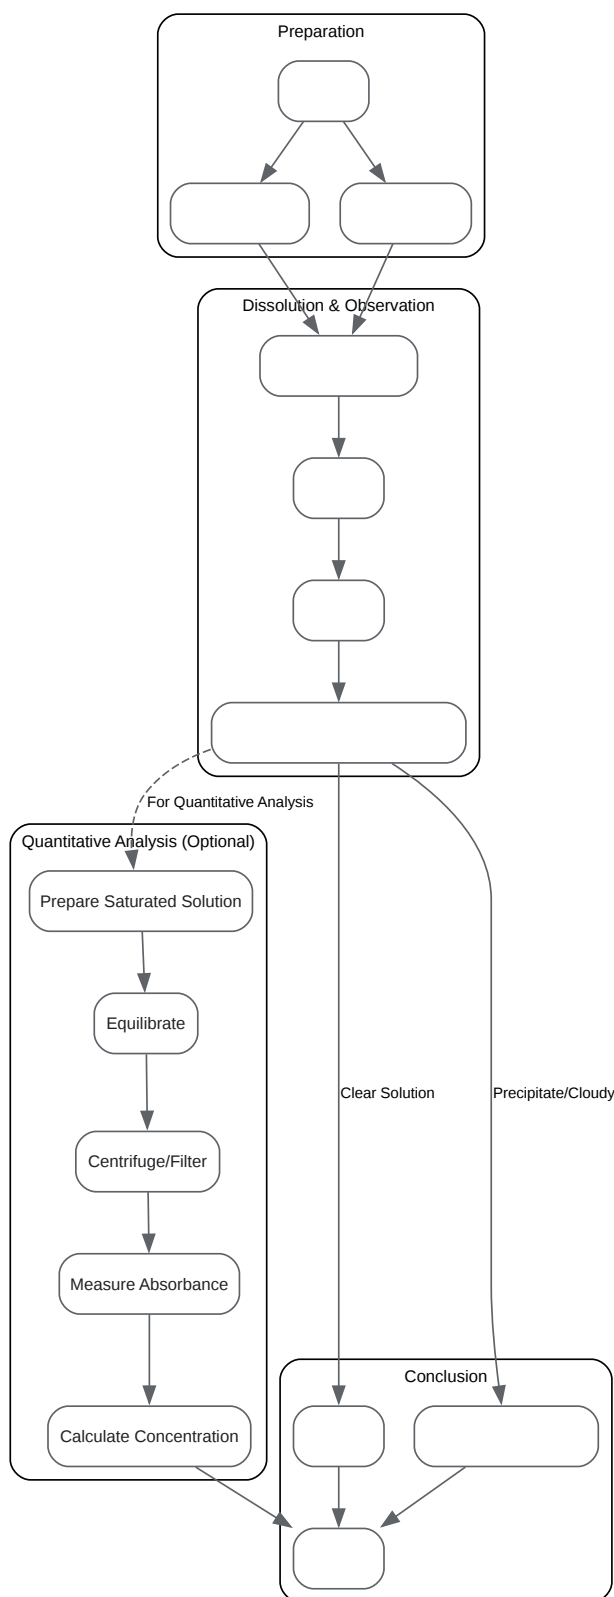 Preparation
Dissolution & Observation
For Quantitative Analysis
Quantitative Analysis (Optional)
Prepare Saturated Solution
Equilibrate
Clear Solution
Precipitate/Cloudy
Centrifuge/Filter
Measure Absorbance
Conclusion
Calculate Concentration